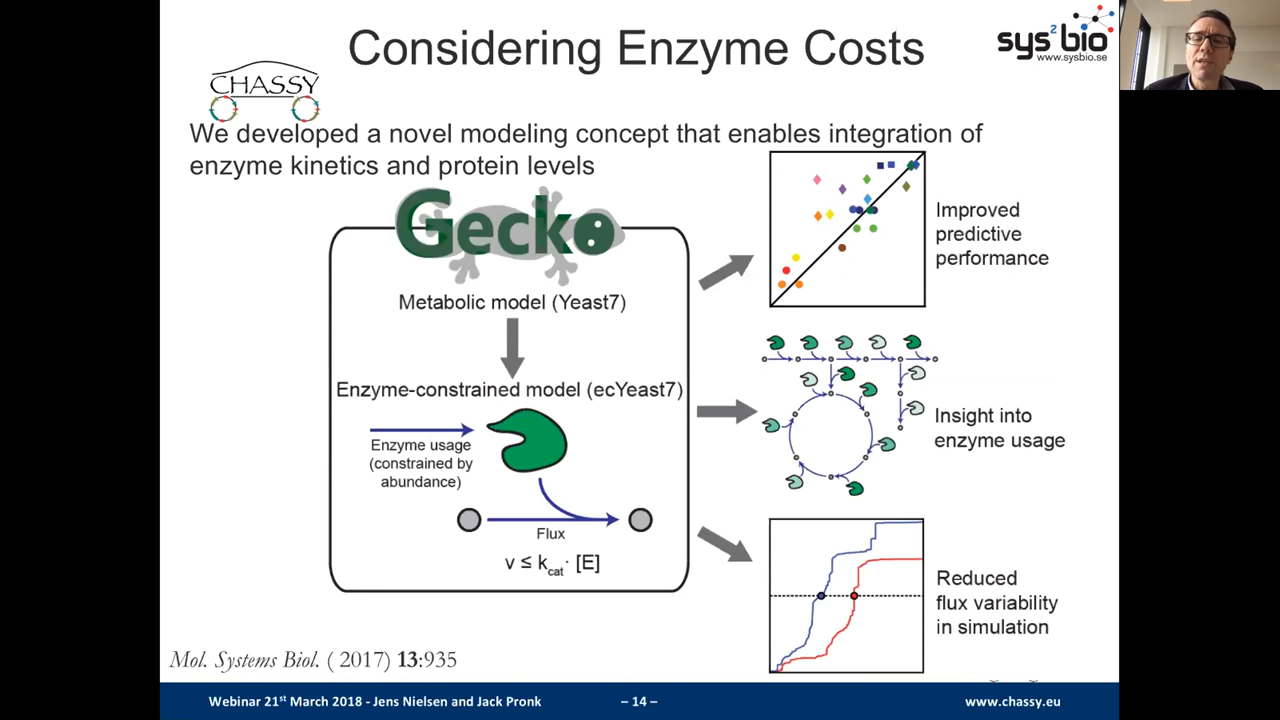 Considering Enzyme Costs
sys2bio
www.sysbio.se
CHASSY
We developed a novel modeling concept that enables integration of
enzyme kinetics and protein levels
Gecko
Metabolic model (Yeast7)
Enzyme-constrained model (ecYeast7)
Enzyme usage
(constrained by
abundance)
Flux
v ≤ kcat· [E]
Improved
predictive
performance
Insight into
enzyme usage
Reduced
flux variability
in simulation
Mol. Systems Biol. ( 2017) 13:935
Webinar 21st March 2018 - Jens Nielsen and Jack Pronk
– 14 –
www.chassy.eu